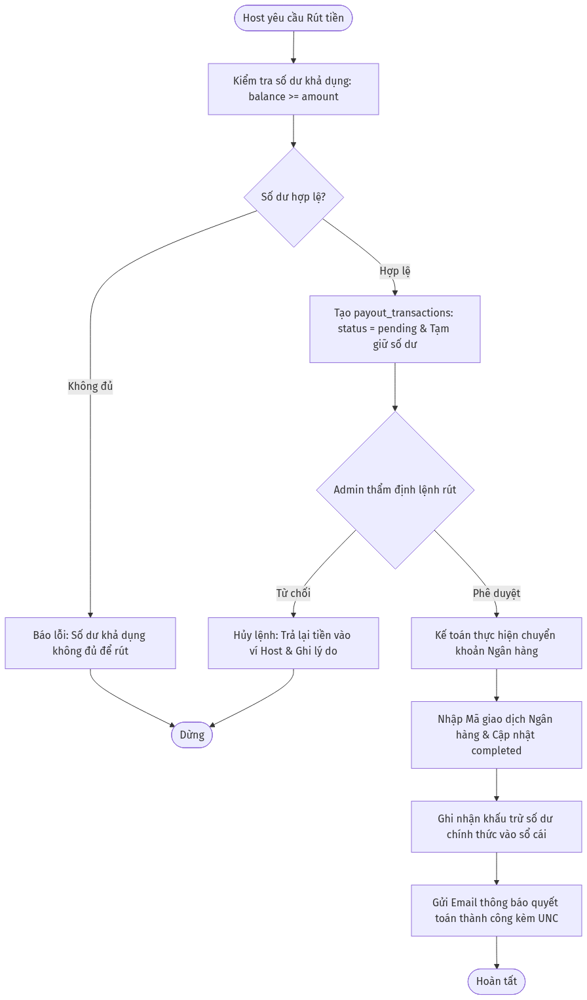 Host yêu cầu Rút tiền
Kiểm tra số dư khả dụng:
balance >= amount
Số dư hợp lệ?
Hợp lệ
Tạo payout_transactions:
status = pending & Tạm
giữ số dư
Không đủ
Admin thẩm định lệnh rút
Từ chối
Phê duyệt
Báo lỗi: Số dư khả dụng
không đủ để rút
Hủy lệnh: Trả lại tiền vào
ví Host & Ghi lý do
Kế toán thực hiện chuyển
khoản Ngân hàng
Dừng
Nhập Mã giao dịch Ngân
hàng & Cập nhật
completed
Ghi nhận khấu trừ số dư
chính thức vào sổ cái
Gửi Email thông báo quyết
toán thành công kèm UNC
Hoàn tất